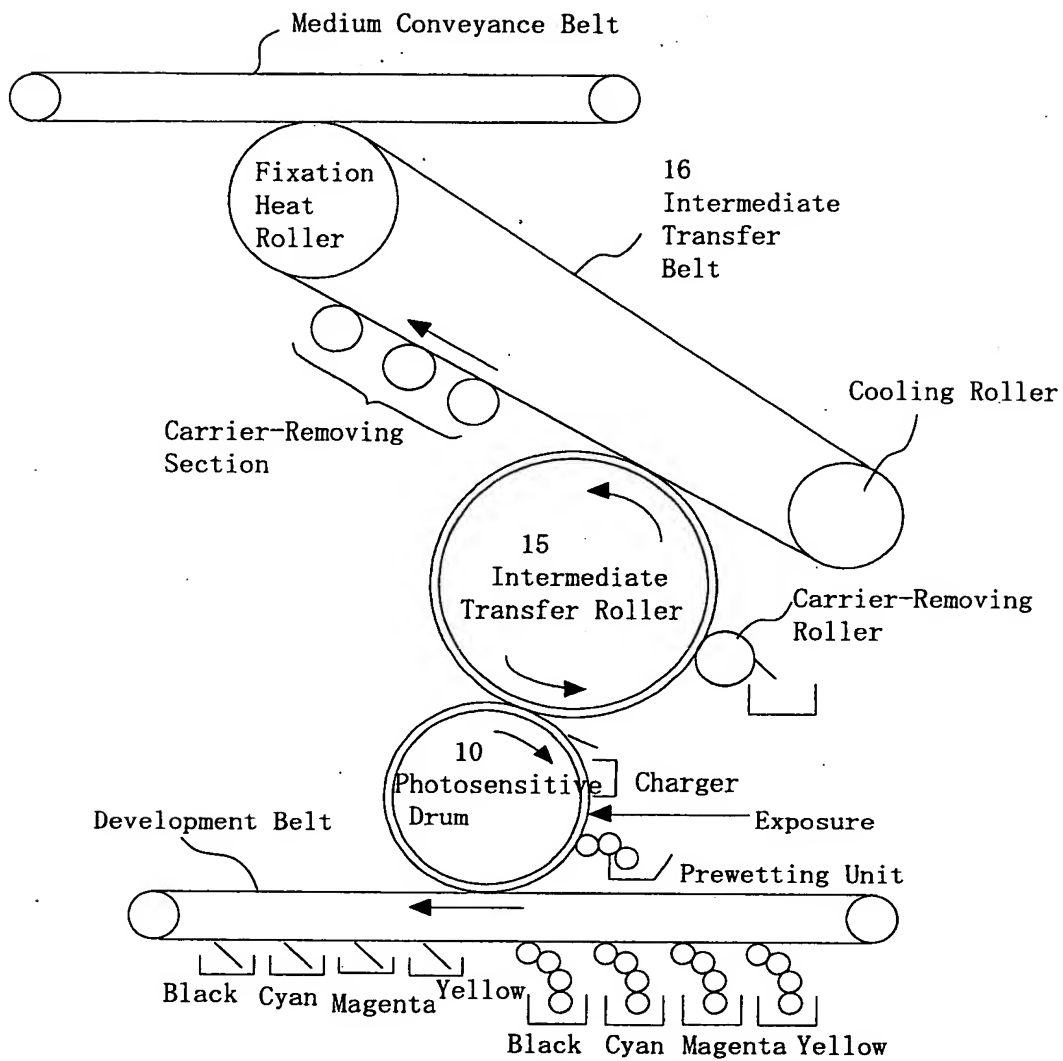 Medium Conveyance Belt
Fixation
Heat
Roller
16
Intermediate
Transfer
Belt
Cooling Roller
Carrier-Removing
Section
15
Intermediate
Transfer Roller
Carrier-Removing
Roller
10
Photosensitive
Drum
Charger
Development Belt
Exposure
Prewetting Unit
Black
Cyan
Magenta
Yellow
Black
Cyan
Magenta
Yellow